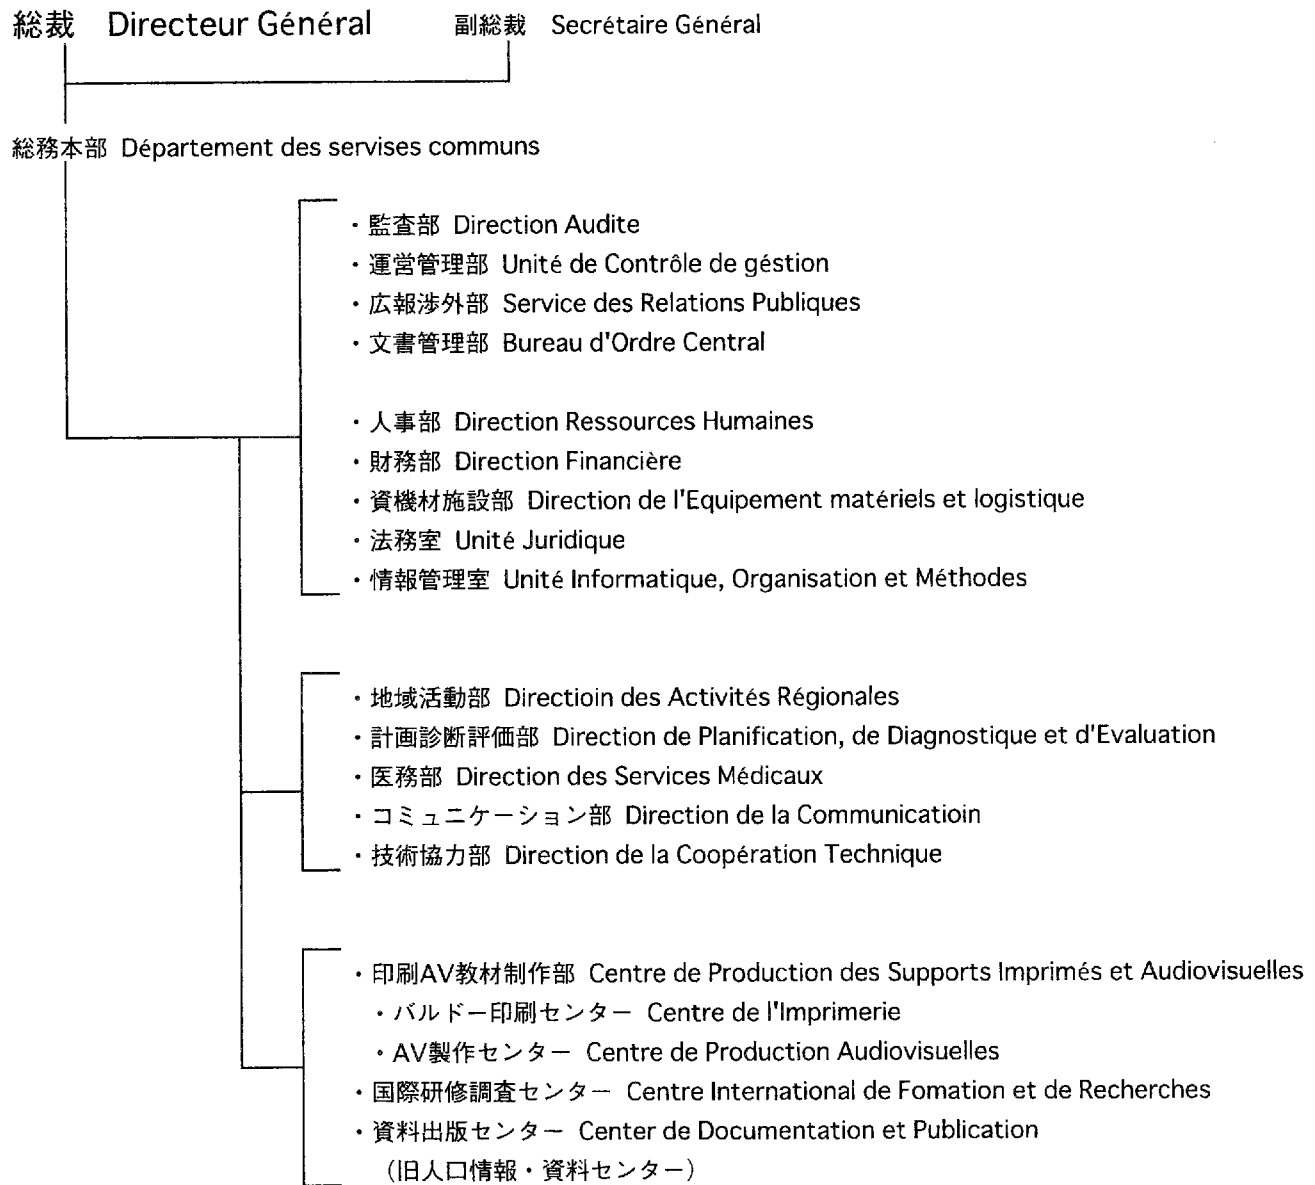 総裁 Directeur Général 副総裁 Secrétaire Général
総務本部 Département des servises communs
・監査部 Direction Audite
・運営管理部 Unité de Contrôle de géstion
・広報渉外部 Service des Relations Publiques
・文書管理部 Bureau d'Ordre Central
・人事部 Direction Ressources Humaines
・財務部 Direction Financière
・資機材施設部 Direction de l'Equipement matériels et logistique
・法務室 Unité Juridique
・情報管理室 Unité Informatique, Organisation et Méthodes
・地域活動部 Directioin des Activités Régionales
・計画診断評価部 Direction de Planification, de Diagnostique et d'Evaluation
・医務部 Direction des Services Médicaux
・コミュニケーション部 Direction de la Communicatioin
・技術協力部 Direction de la Coopération Technique
・印刷AV教材制作部 Centre de Production des Supports Imprimés et Audiovisuelles
・バルドー印刷センター Centre de l'Imprimerie
・AV製作センター Centre de Production Audiovisuelles
・国際研修調査センター Centre International de Fomation et de Recherches
・資料出版センター Center de Documentation et Publication
（旧人口情報・資料センター）